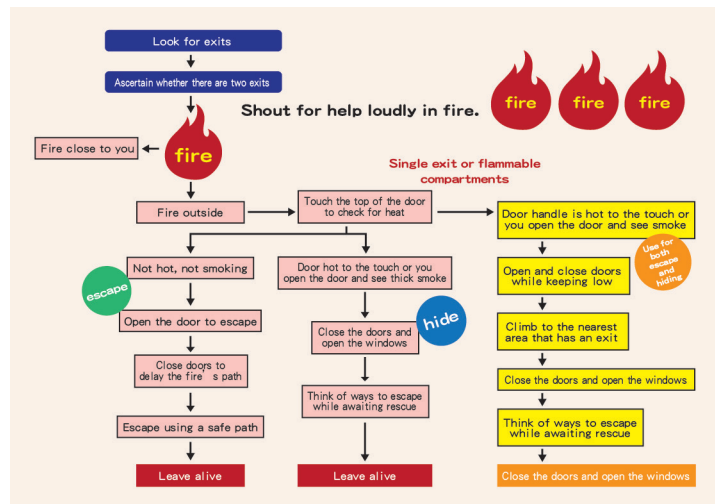 Look for exits
Ascertain whether there are two exits
Shout for help loudly in fire.
fire
fire
fire
fire
Fire close to you
Single exit or flammable
compartments
Fire outside
Touch the top of the door
to check for heat
Door handle is hot to the touch or
you open the door and see smoke
Use for
both
escape
and
hiding
escape
Not hot, not smoking
Door hot to the touch or you
open the door and see thick smoke
Open and close doors
while keeping low
Open the door to escape
hide
Close the doors and
open the windows
Climb to the nearest
area that has an exit
Close doors to
delay the fire’s path
Close the doors and open the windows
Think of ways to escape
while awaiting rescue
Escape using a safe path
Think of ways to escape
while awaiting rescue
Leave alive
Leave alive
Close the doors and open the windows